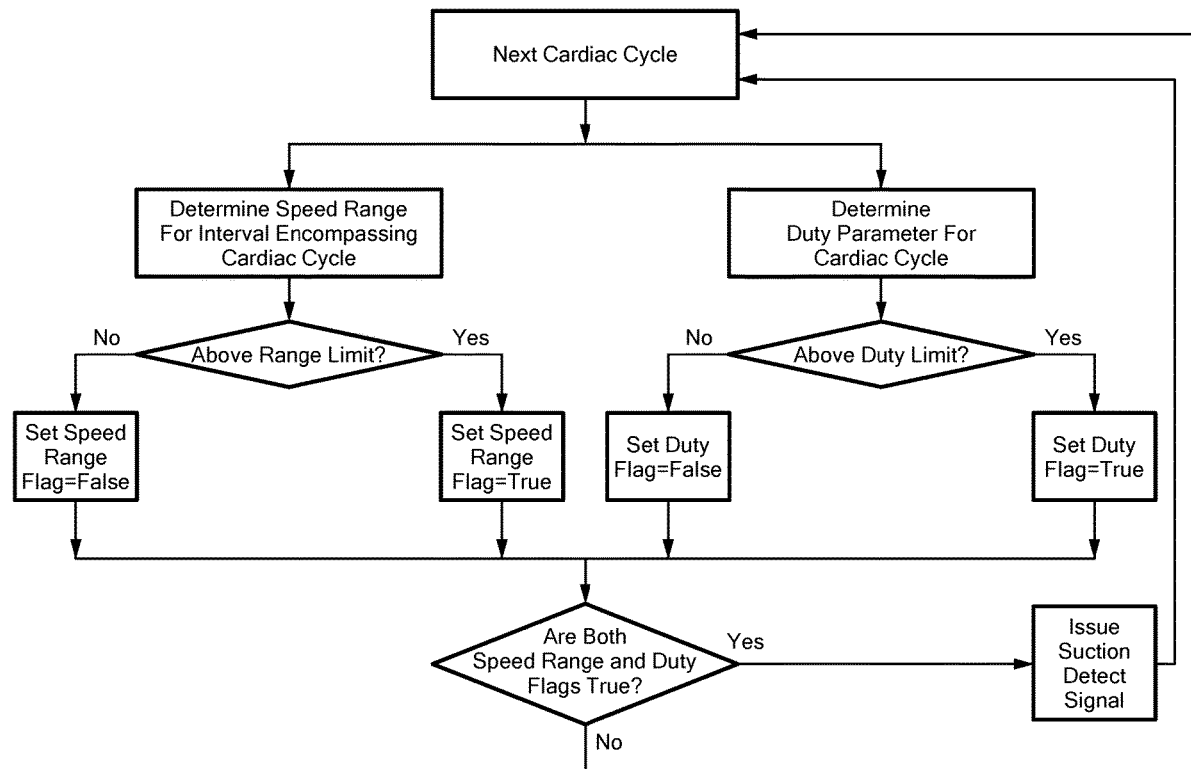 Next Cardiac Cycle
Determine Speed Range
For Interval Encompassing
Cardiac Cycle
Determine
Duty Parameter For
Cardiac Cycle
No
Above Range Limit?
Yes
No
Above Duty Limit?
Yes
Set Speed
Range
Flag=False
Set Speed
Range
Flag=True
Set Duty
Flag=False
Set Duty
Flag=True
Are Both
Speed Range and Duty
Flags True?
Yes
Issue
Suction
Detect
Signal
No